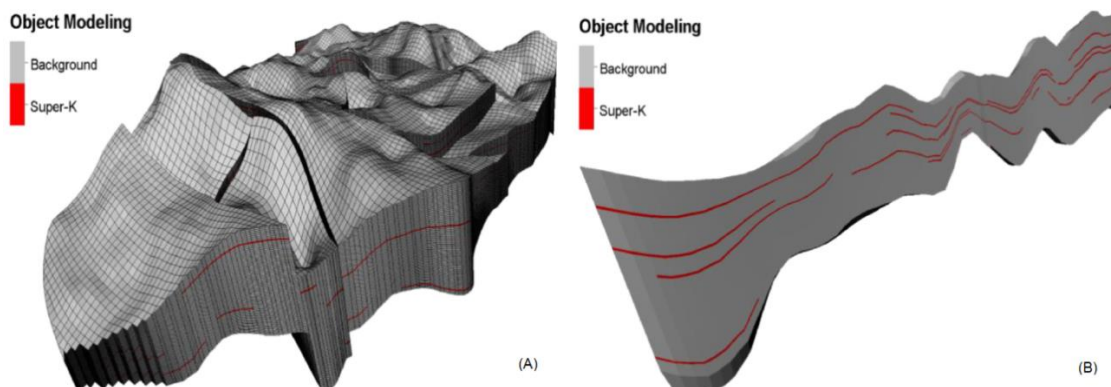 Object Modeling
Background
Super-K
(A)
Object Modeling
Background
Super-K
(B)